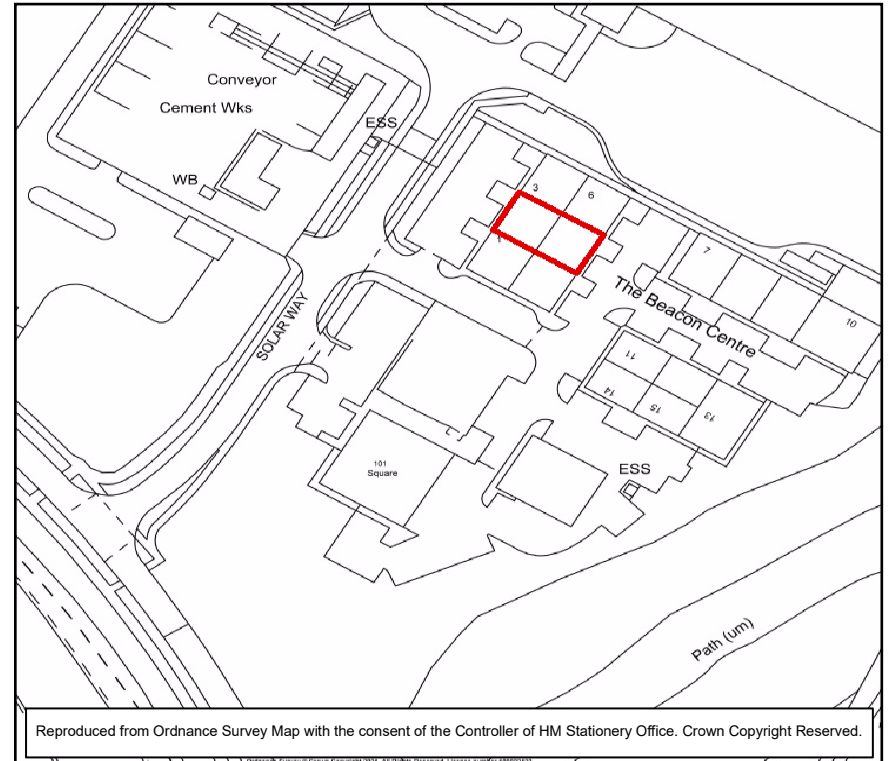 Conveyor
Cement Wks
ESS
WB
3
6
1
7
The Beacon Centre
10
SOLAR WAY
11
14
15
13
101
Square
ESS
Path (um)
Reproduced from Ordnance Survey Map with the consent of the Controller of HM Stationery Office. Crown Copyright Reserved.